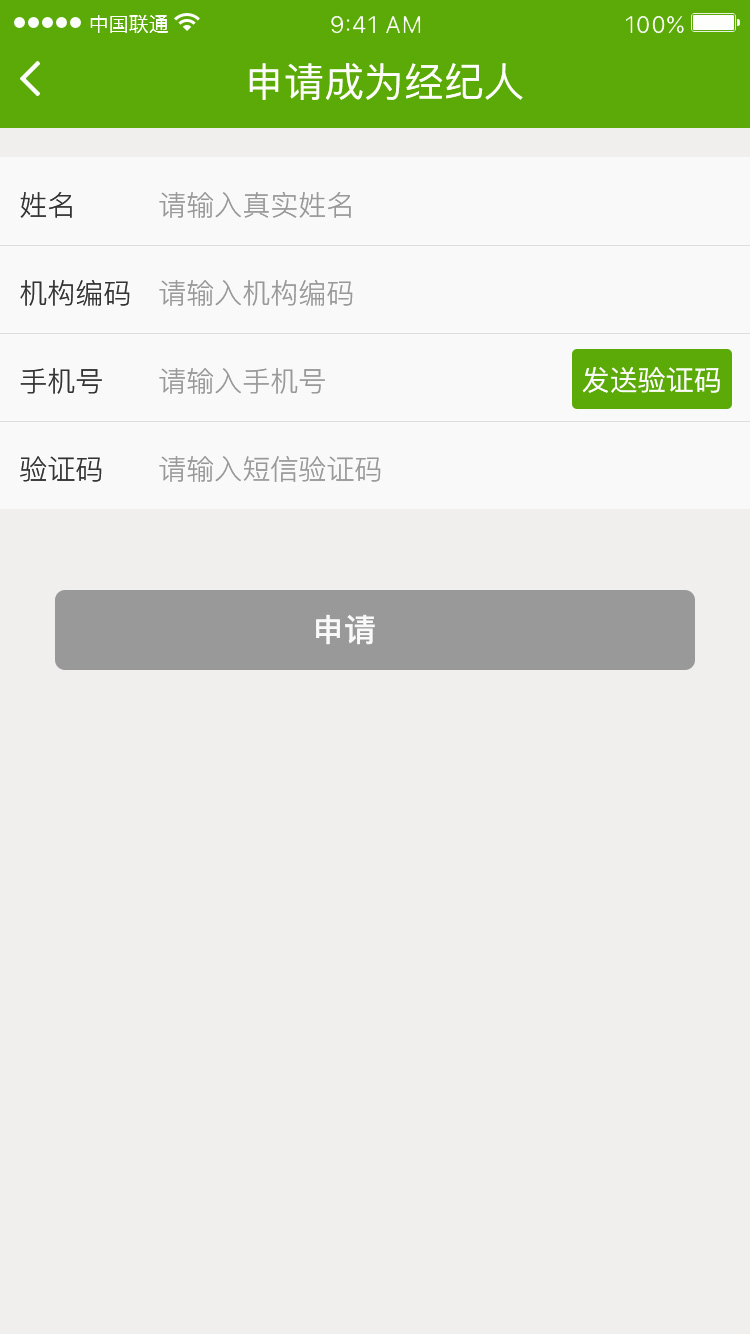 中国联通 9:41 AM 100%
申请成为经纪人
姓名 请输入真实姓名
机构编码 请输入机构编码
手机号 请输入手机号 发送验证码
验证码 请输入短信验证码
申请